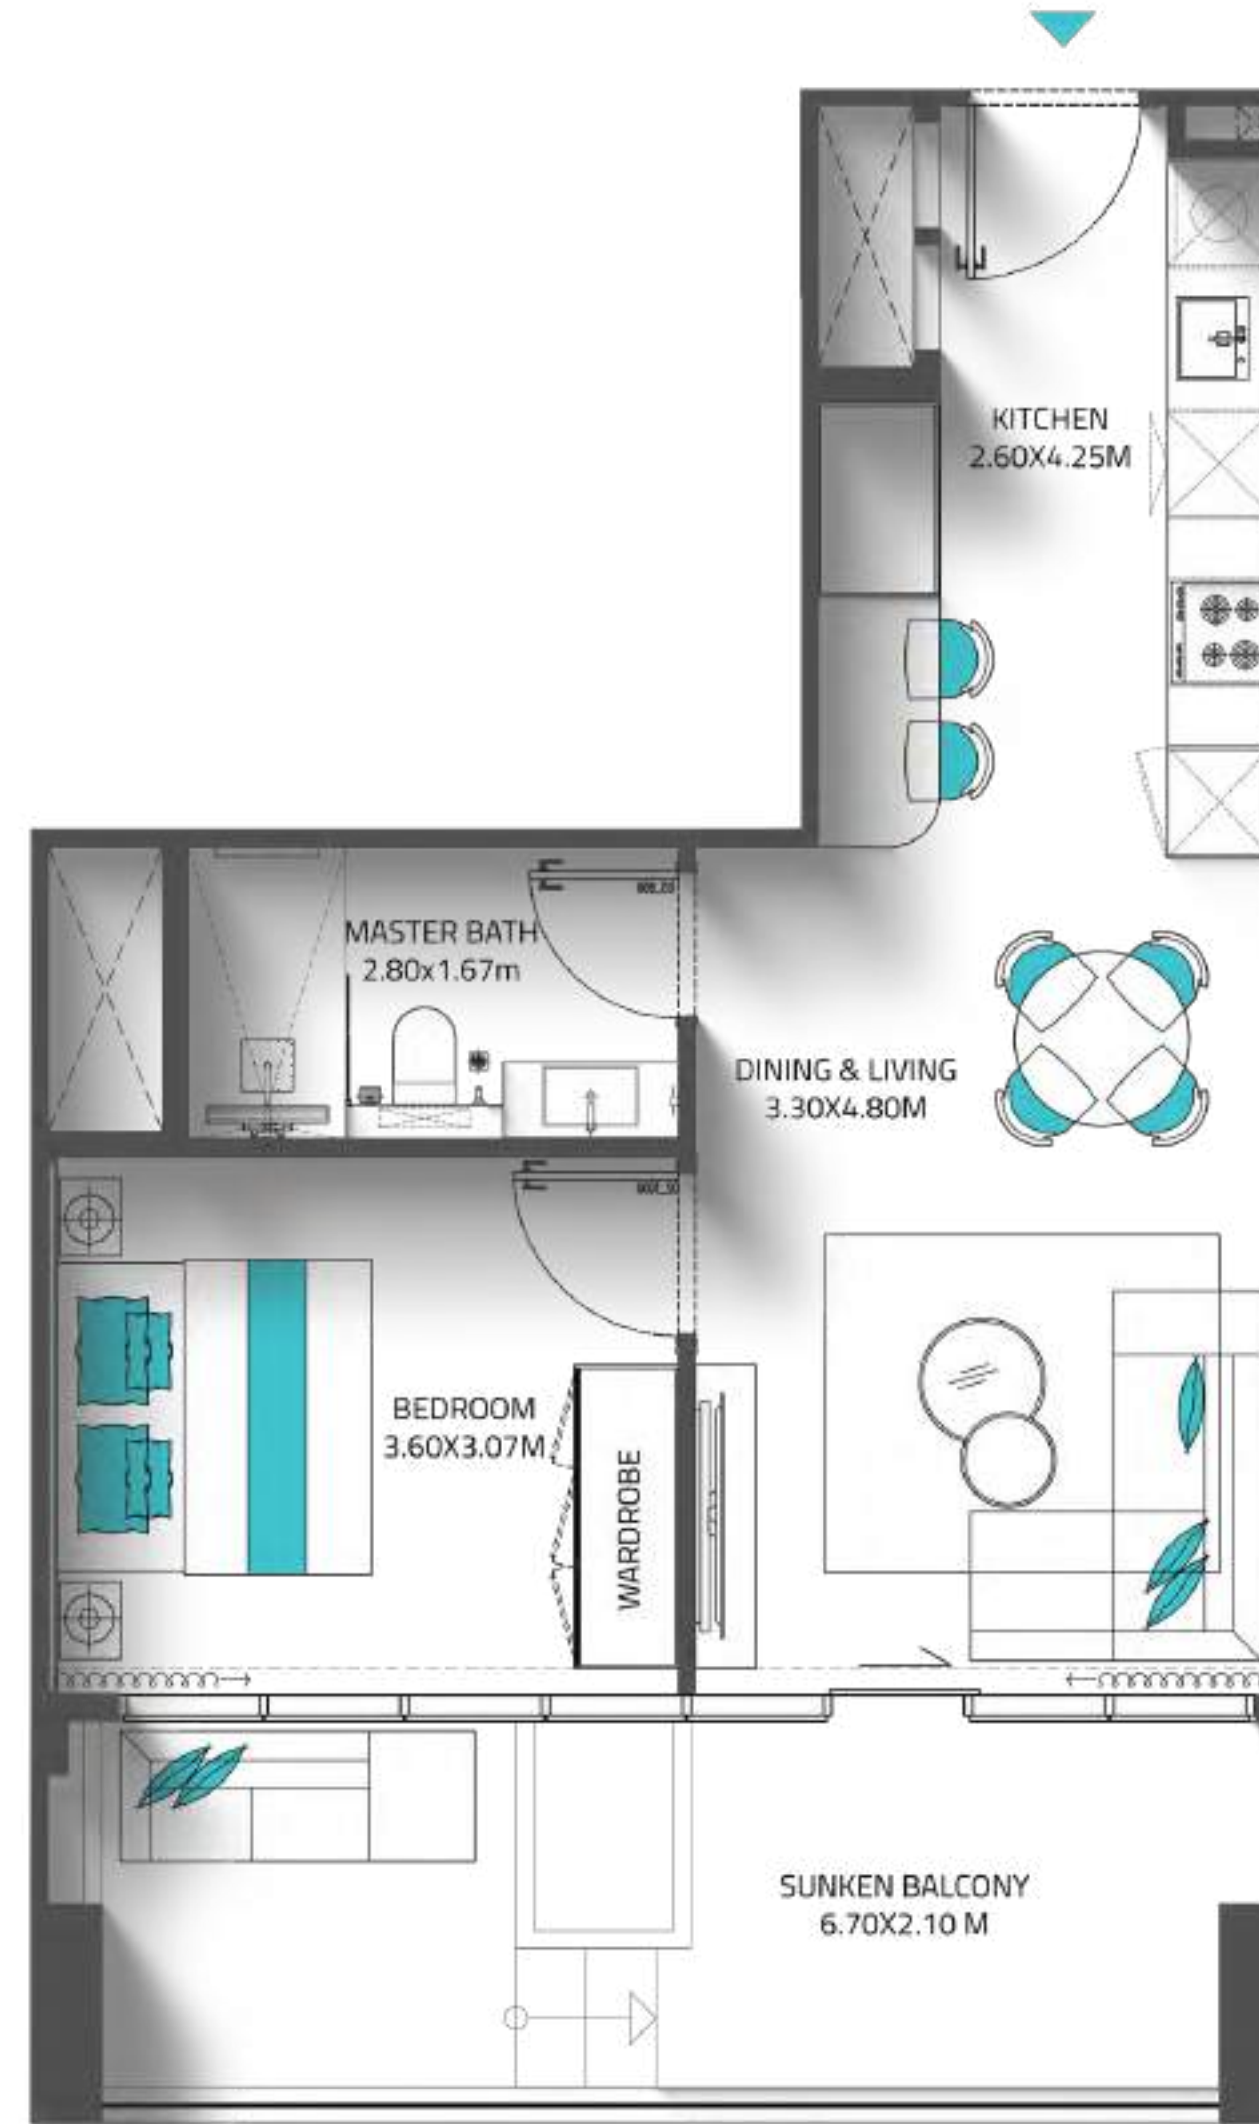 KITCHEN
2.60X4.25M
MASTER BATH
2.80x1.67m
DINING & LIVING
3.30X4.80M
BEDROOM
3.60X3.07M
WARDROBE
SUNKEN BALCONY
6.70X2.10 M